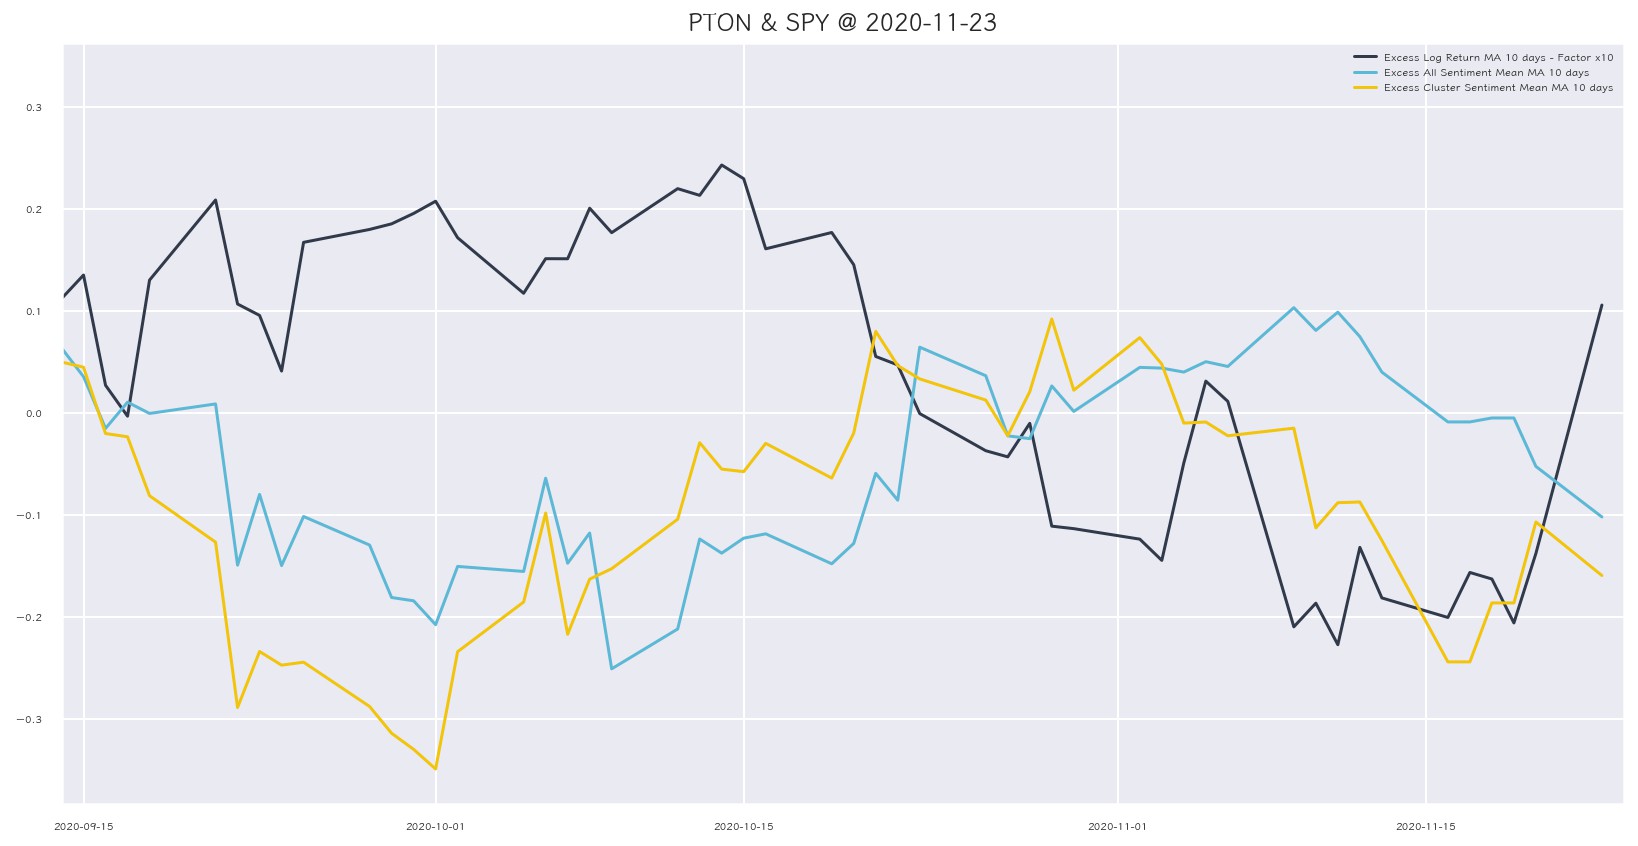 PTON & SPY @ 2020-11-23
Excess Log Return MA 10 days - Factor x10
Excess All Sentiment Mean MA 10 days
Excess Cluster Sentiment Mean MA 10 days
0.3
0.2
0.1
0.0
−0.1
−0.2
−0.3
2020-09-15 2020-10-01 2020-10-15 2020-11-01 2020-11-15